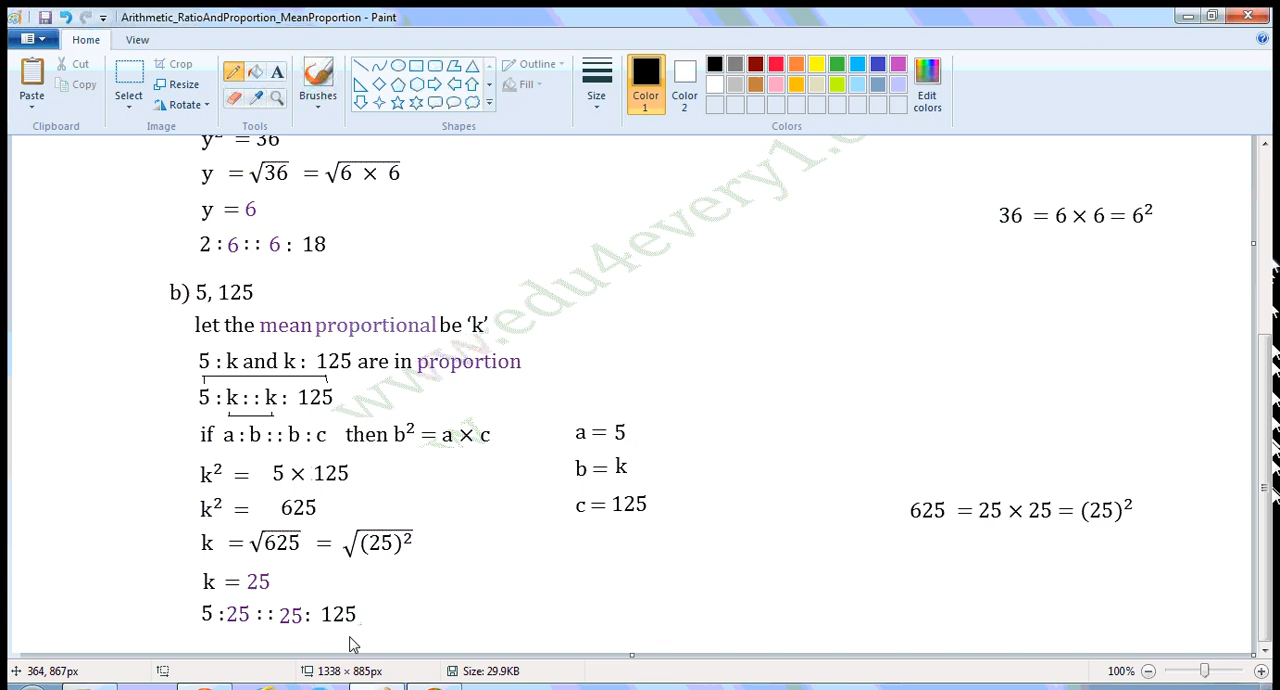 Arithmetic_RatioAndProportion_MeanProportion - Paint
Home View
Paste Cut Copy
Select Crop Resize Rotate
Brushes
Outline Fill
Size
Color 1
Color 2
Edit colors
Clipboard Image Tools Shapes Colors
y² = 36
y = √36 = √6 × 6
y = 6
36 = 6 × 6 = 6²
2 : 6 : : 6 : 18
www.edu4every1.c
b) 5, 125
let the mean proportional be ‘k’
5 : k and k : 125 are in proportion
5 : k : : k : 125
if a : b : : b : c then b² = a × c
a = 5
k² = 5 × 125
b = k
k² = 625
c = 125
625 = 25 × 25 = (25)²
k = √625 = √(25)²
k = 25
5 : 25 : : 25 : 125
364, 867px 1338 × 885px Size: 29.9KB 100%